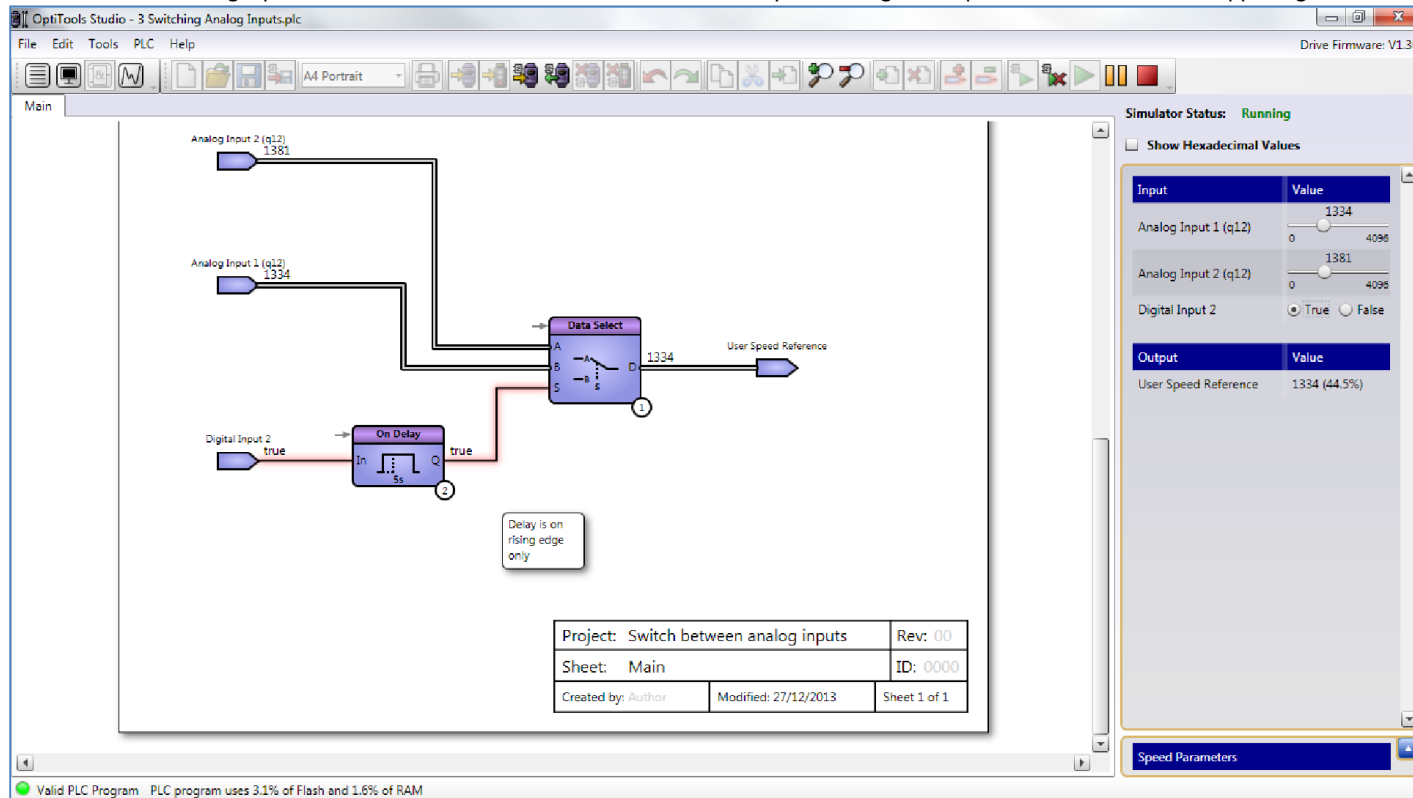 OptiTools Studio - 3 Switching Analog Inputs.plc
File Edit Tools PLC Help
Drive Firmware: V1.3
A4 Portrait
Main
Simulator Status: Running
Show Hexadecimal Values
Input Value
Analog Input 1 (q12) 1334
0 4096
Analog Input 2 (q12) 1381
0 4096
Digital Input 2 True False
Output Value
User Speed Reference 1334 (44.5%)
Speed Parameters
Analog Input 2 (q12)
1381
Analog Input 1 (q12)
1334
Data Select
A
B
S
D
A
B
s
1334
1
User Speed Reference
Digital Input 2
true
On Delay
In
Q
5s
true
2
Delay is on
rising edge
only
Project: Switch between analog inputs Rev: 00
Sheet: Main ID: 0000
Created by: Author Modified: 27/12/2013 Sheet 1 of 1
Valid PLC Program PLC program uses 3.1% of Flash and 1.6% of RAM